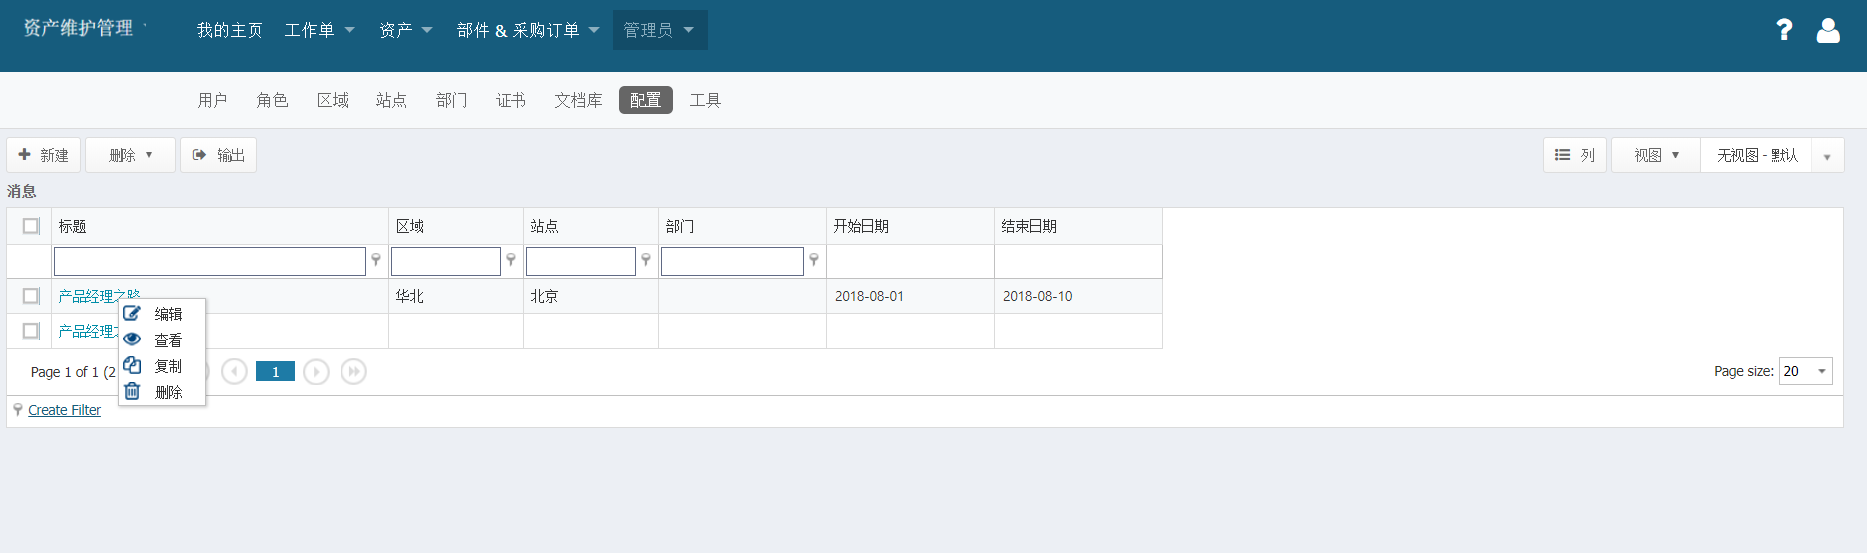 资产维护管理 我的主页 工作单 资产 部件 & 采购订单 管理员
用户 角色 区域 站点 部门 证书 文档库 配置 工具
新建 删除 输出 列 视图 无视图 - 默认
消息
标题 区域 站点 部门 开始日期 结束日期
产品经理之路 华北 北京 2018-08-01 2018-08-10
编辑
产品经理
查看
复制
Page 1 of 1 (2 1 Page size: 20
删除
Create Filter